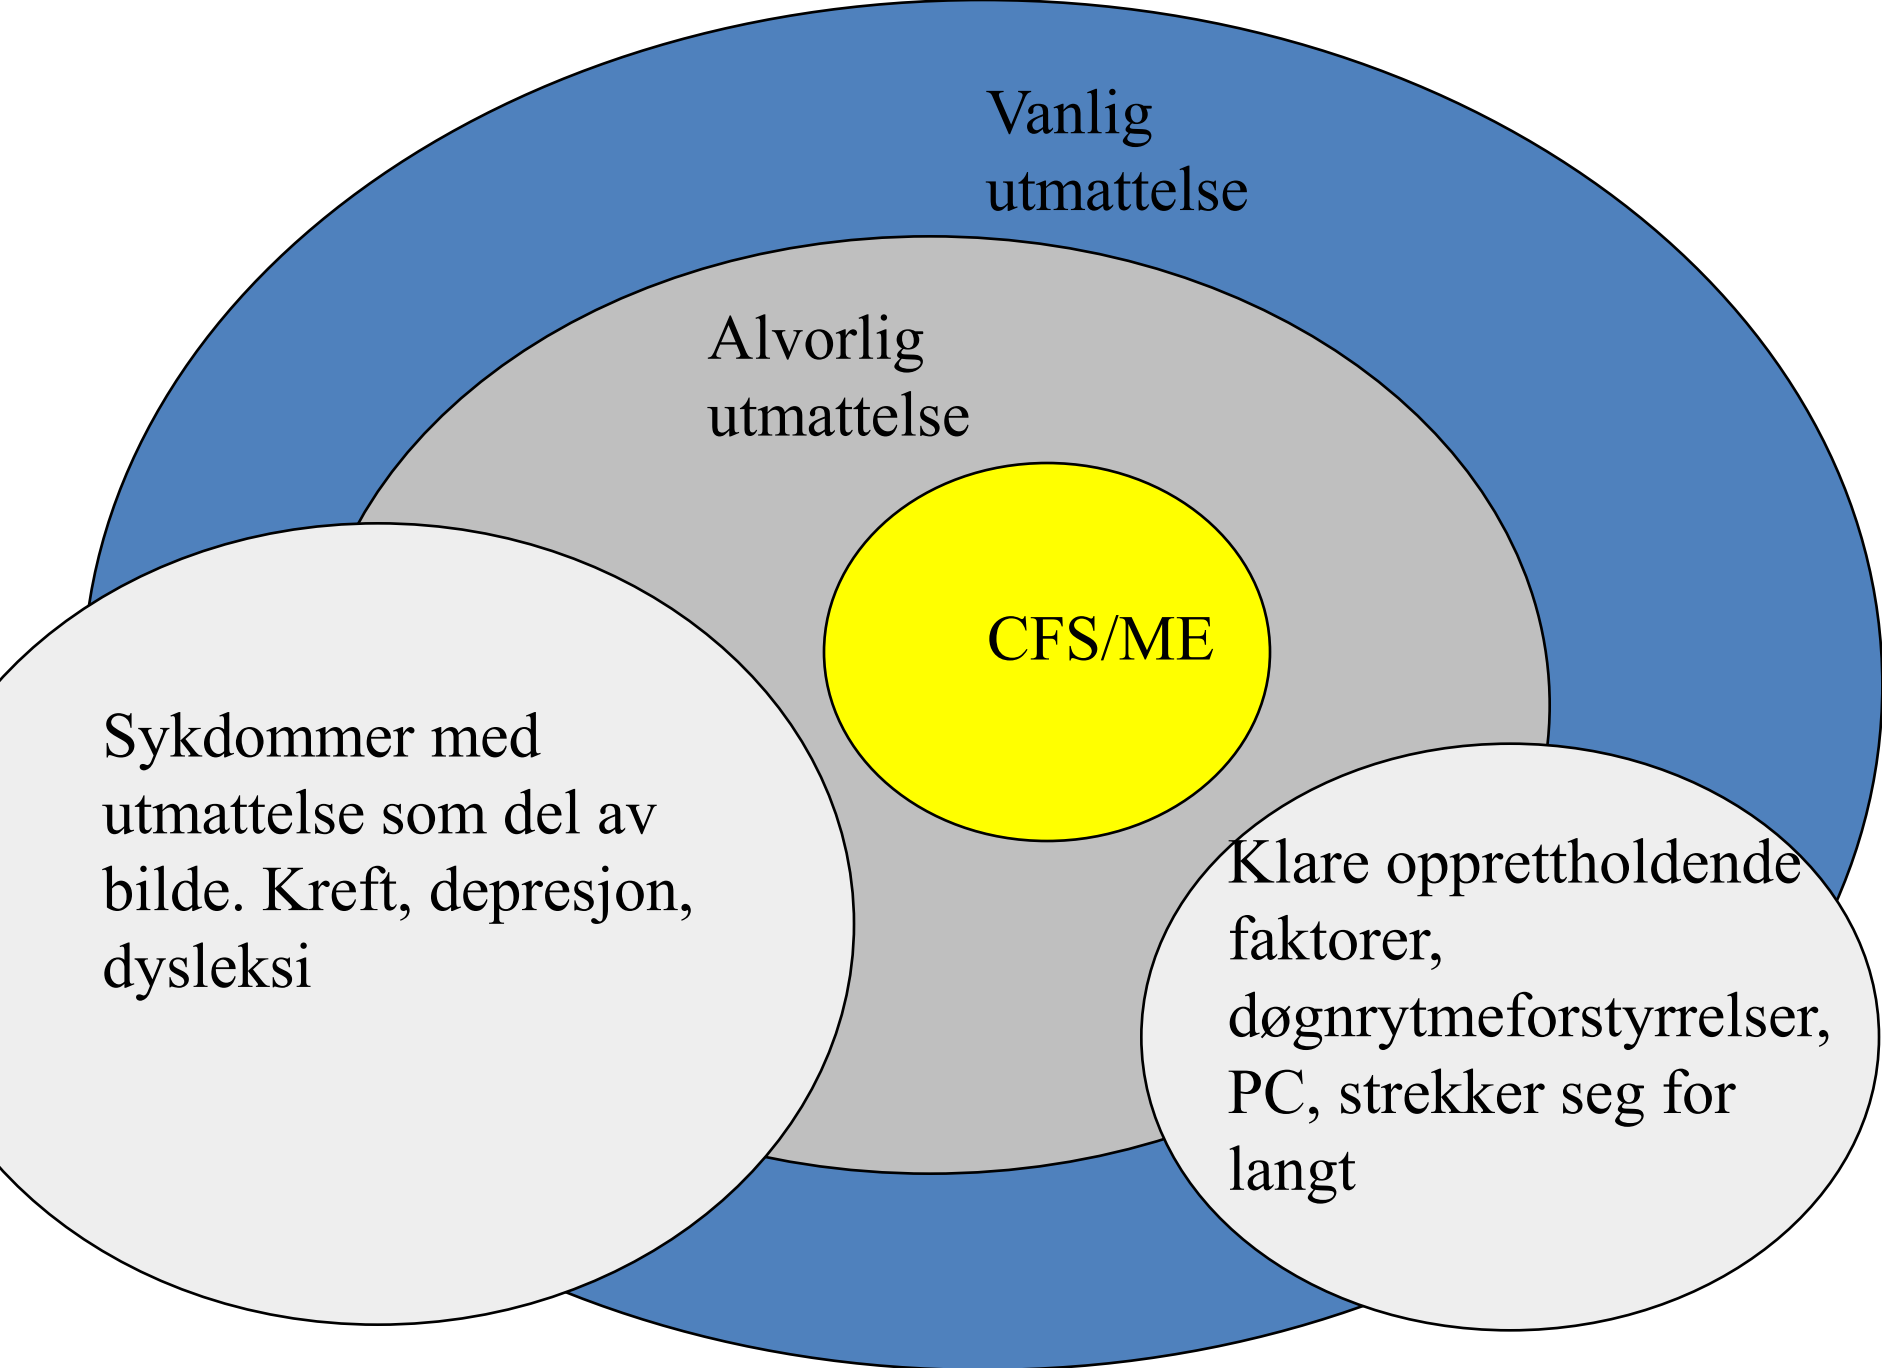 Vanlig
utmattelse
Alvorlig
utmattelse
CFS/ME
Sykdommer med
utmattelse som del av
bilde. Kreft, depresjon,
dysleksi
Klare opprettholdende
faktorer,
døgnrytmeforstyrrelser,
PC, strekker seg for
langt